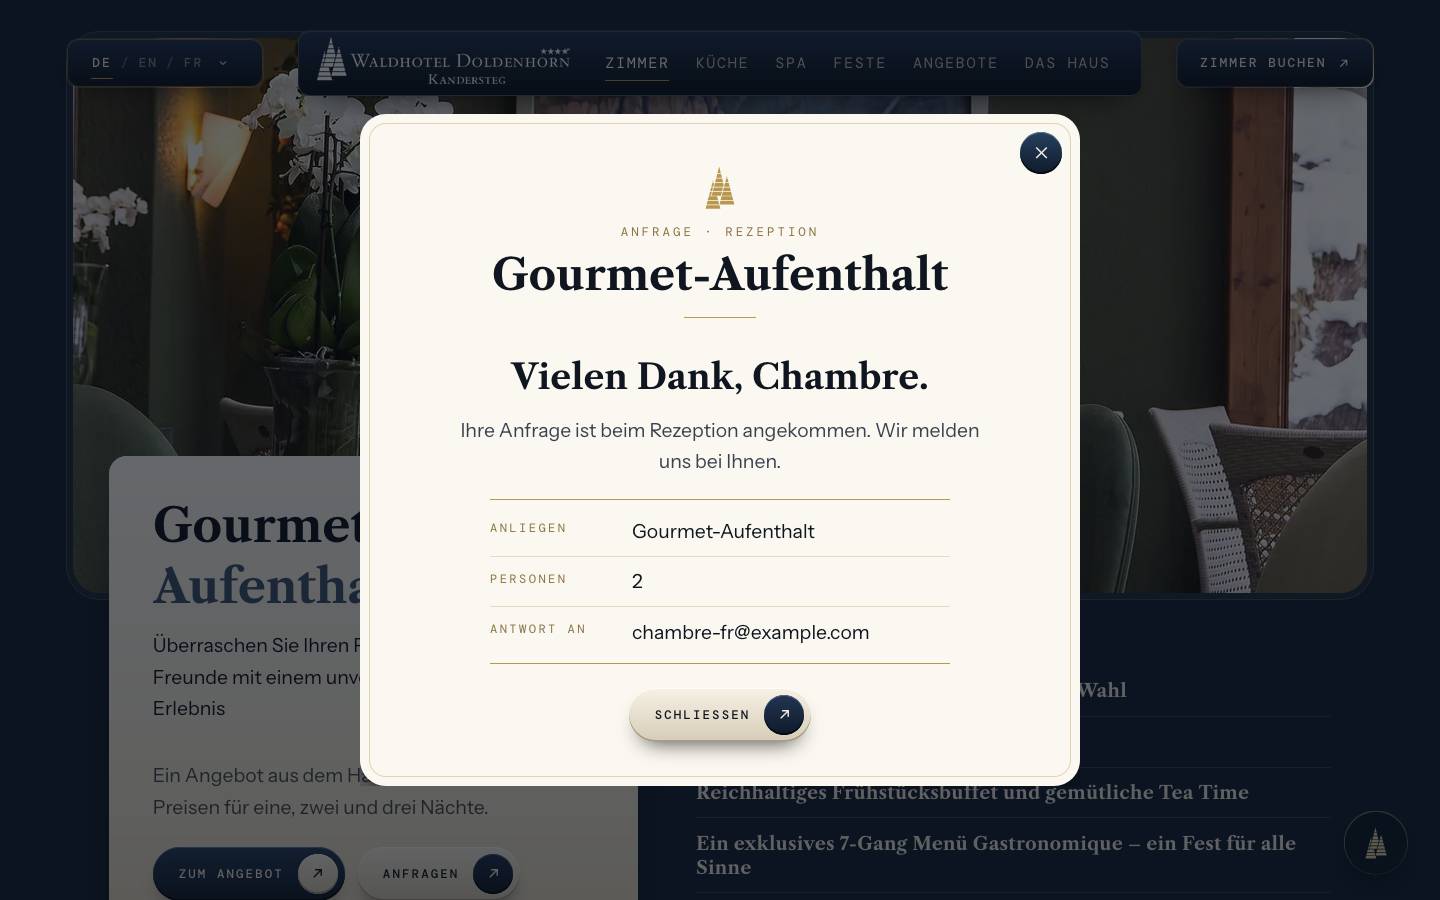 DE / EN / FR
WALDHOTEL DOLDENHORN
KANDERSTEG
ZIMMER
KÜCHE
SPA
FESTE
ANGEBOTE
DAS HAUS
ZIMMER BUCHEN
ANFRAGE · REZEPTION
Gourmet-Aufenthalt
Vielen Dank, Chambre.
Ihre Anfrage ist beim Rezeption angekommen. Wir melden
uns bei Ihnen.
ANLIEGEN Gourmet-Aufenthalt
PERSONEN 2
ANTWORT AN chambre-fr@example.com
SCHLIESSEN
Gourmet
Überraschen Sie Ihren
Freunde mit einem
Erlebnis
Ein Angebot aus dem
Preisen für eine, zwei und drei Nächte.
ZUM ANGEBOT
ANFRAGEN
Wahl
Reichhaltiges Frühstücksbuffet und gemütliche Tea Time
Ein exklusives 7-Gang Menü Gastronomique – ein Fest für alle
Sinne